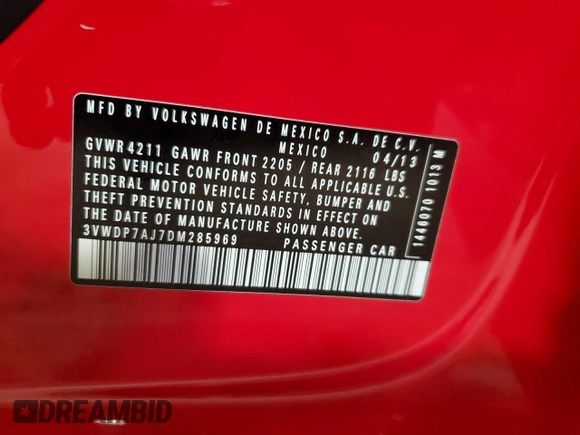 MFD BY VOLKSWAGEN DE MEXICO S.A. DE C.V.
MEXICO 04/13
GVWR 4211 GAWR FRONT 2205 / REAR 2116 LBS
THIS VEHICLE CONFORMS TO ALL APPLICABLE U.S.
FEDERAL MOTOR VEHICLE SAFETY, BUMPER, AND
THEFT PREVENTION STANDARDS IN EFFECT ON
THE DATE OF MANUFACTURE SHOWN ABOVE.
3VWDP7AJ7DM285969 PASSENGER CAR
1446070 1013 M
DREAMBID